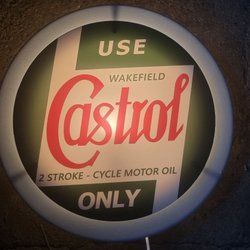 USE
WAKEFIELD
Castrol
2 STROKE - CYCLE MOTOR OIL
ONLY